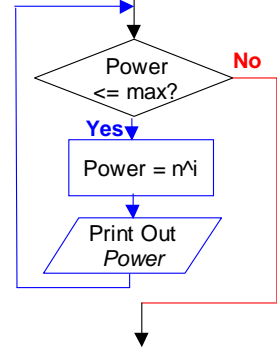 Power
<= max?
No
Yes
Power = n^i
Print Out
Power